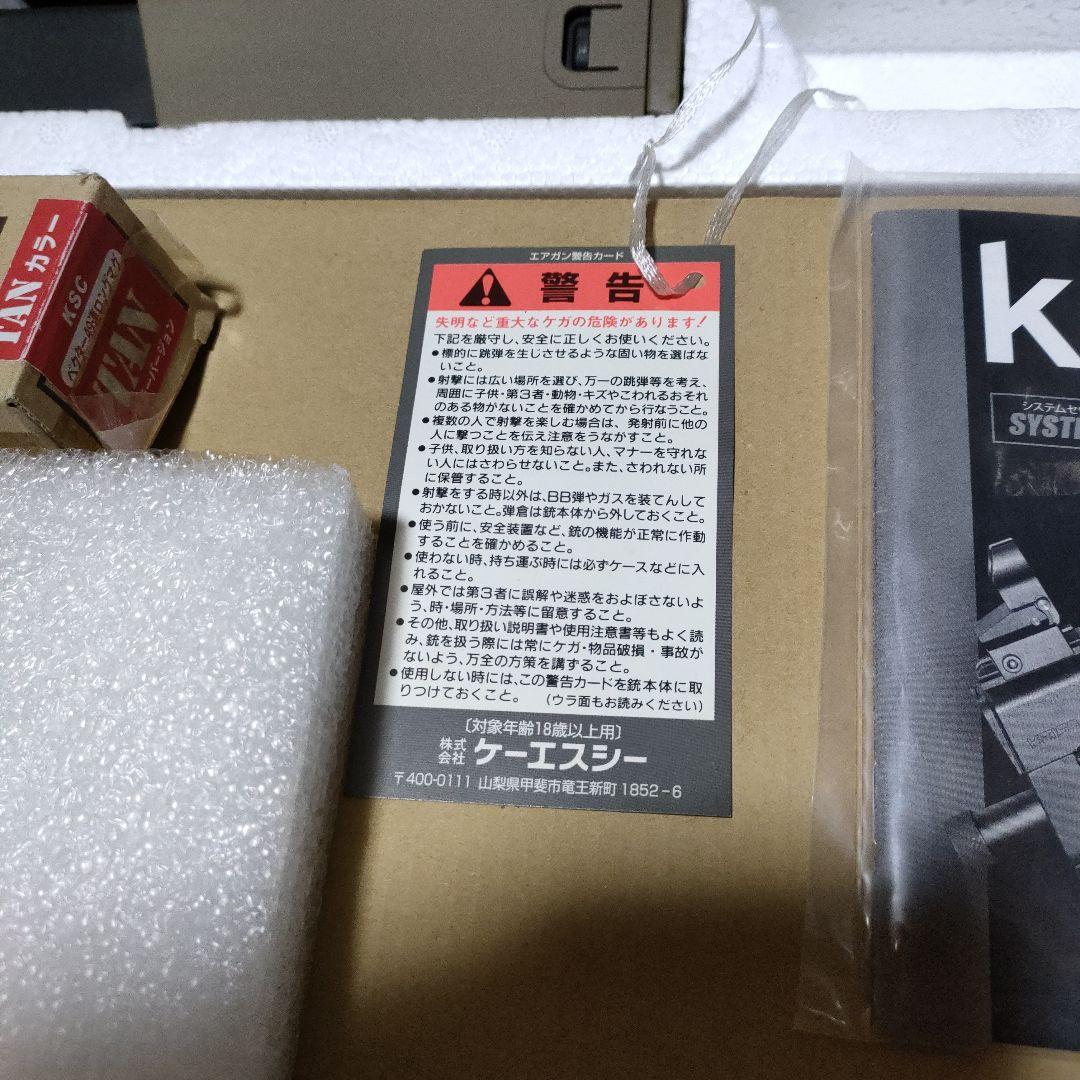 TANカラー
KSC
TAN
エアガン警告カード
警告
失明など重大なケガの危険があります!
下記を厳守し、安全に正しくお使いください。
●標的に跳弾を生じさせるような固い物を選ばな
いこと。
●射撃には広い場所を選び、万一の跳弾等を考え、
周囲に子供・第3者・動物・キズやこわれるおそれ
のある物がないことを確かめてから行なうこと。
●複数の人で射撃を楽しむ場合は、発射前に他の
人に撃つことを伝え注意をうながすこと。
●子供、取り扱い方を知らない人、マナーを守れな
い人にはさわらせないこと。また、さわれない所
に保管すること。
●射撃をする時以外は、BB弾やガスを装てんして
おかないこと。弾倉は銃本体から外しておくこと。
●使う前に、安全装置など、銃の機能が正常に作動
することを確かめること。
●使わない時、持ち運ぶ時には必ずケースなどに入
れること。
●屋外では第3者に誤解や迷惑をおよぼさないよ
う、時・場所・方法等に留意すること。
●その他、取り扱い説明書や使用注意書等もよく読
み、銃を扱う際には常にケガ・物品破損・事故が
ないよう、万全の方策を講ずること。
●使用しない時には、この警告カードを銃本体に取
りつけておくこと。 (ウラ面もお読みください)
〔対象年齢18歳以上用〕
株式会社 ケーエスシー
〒400-0111 山梨県甲斐市竜王新町1852-6
k
システムセ
SYSTE